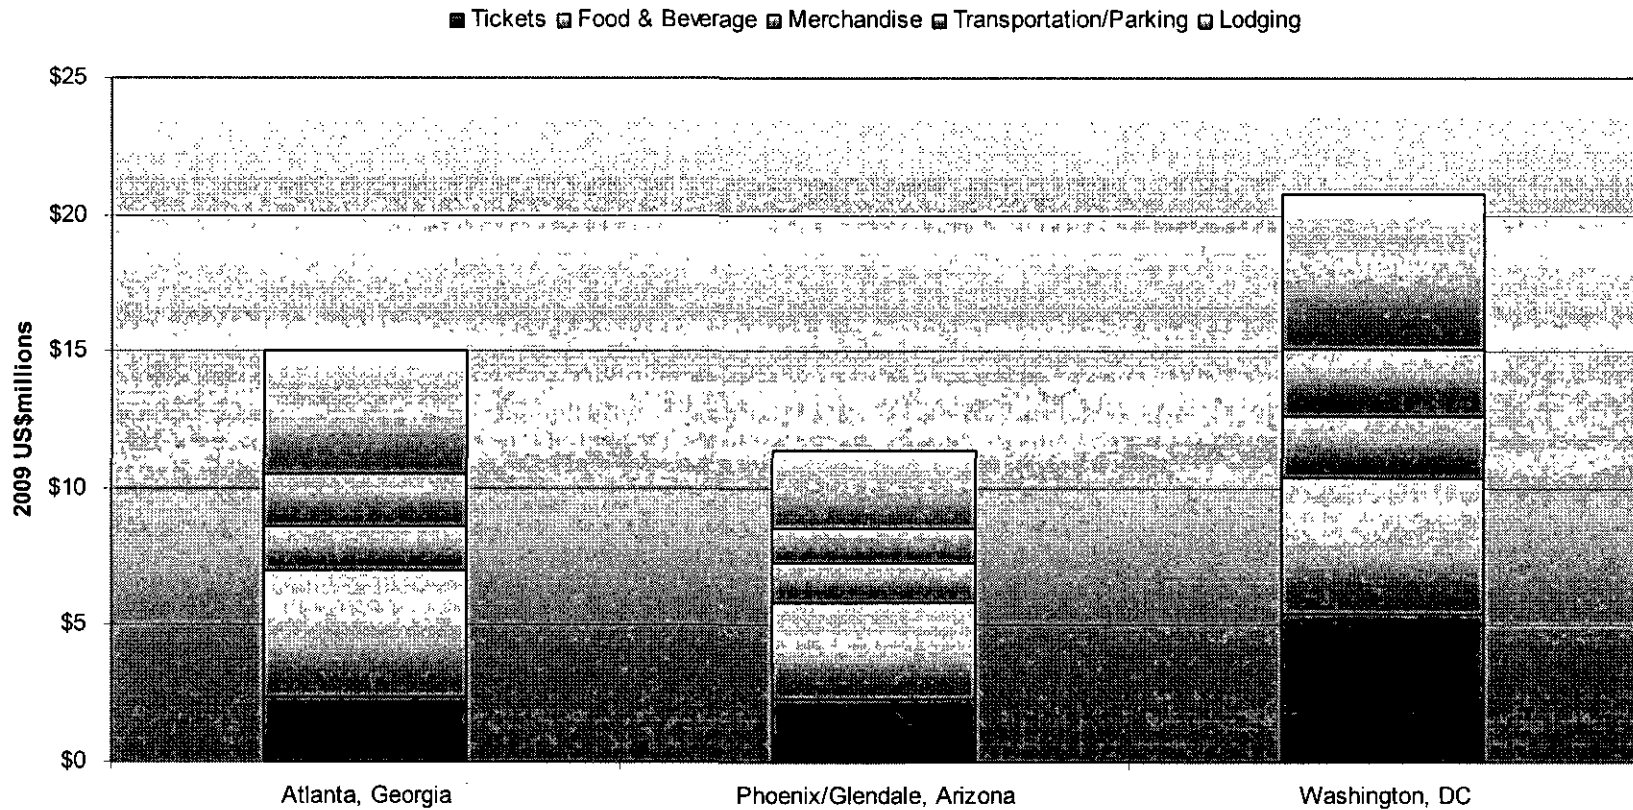 Tickets Food & Beverage Merchandise Transportation/Parking Lodging
$25
$20
$15
$10
$5
$0
2009 US$millions
Atlanta, Georgia
Phoenix/Glendale, Arizona
Washington, DC